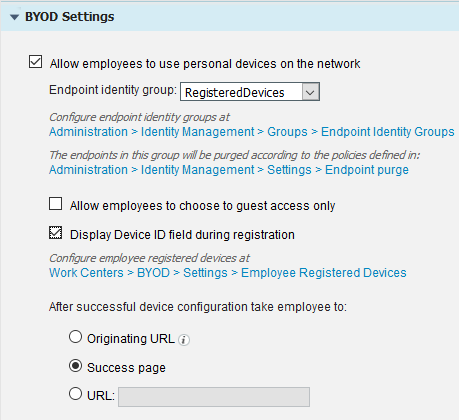 BYOD Settings
Allow employees to use personal devices on the network
Endpoint identity group: RegisteredDevices
Configure endpoint identity groups at
Administration > Identity Management > Groups > Endpoint Identity Groups
The endpoints in this group will be purged according to the policies defined in:
Administration > Identity Management > Settings > Endpoint purge
Allow employees to choose to guest access only
Display Device ID field during registration
Configure employee registered devices at
Work Centers > BYOD > Settings > Employee Registered Devices
After successful device configuration take employee to:
Originating URL i
Success page
URL: